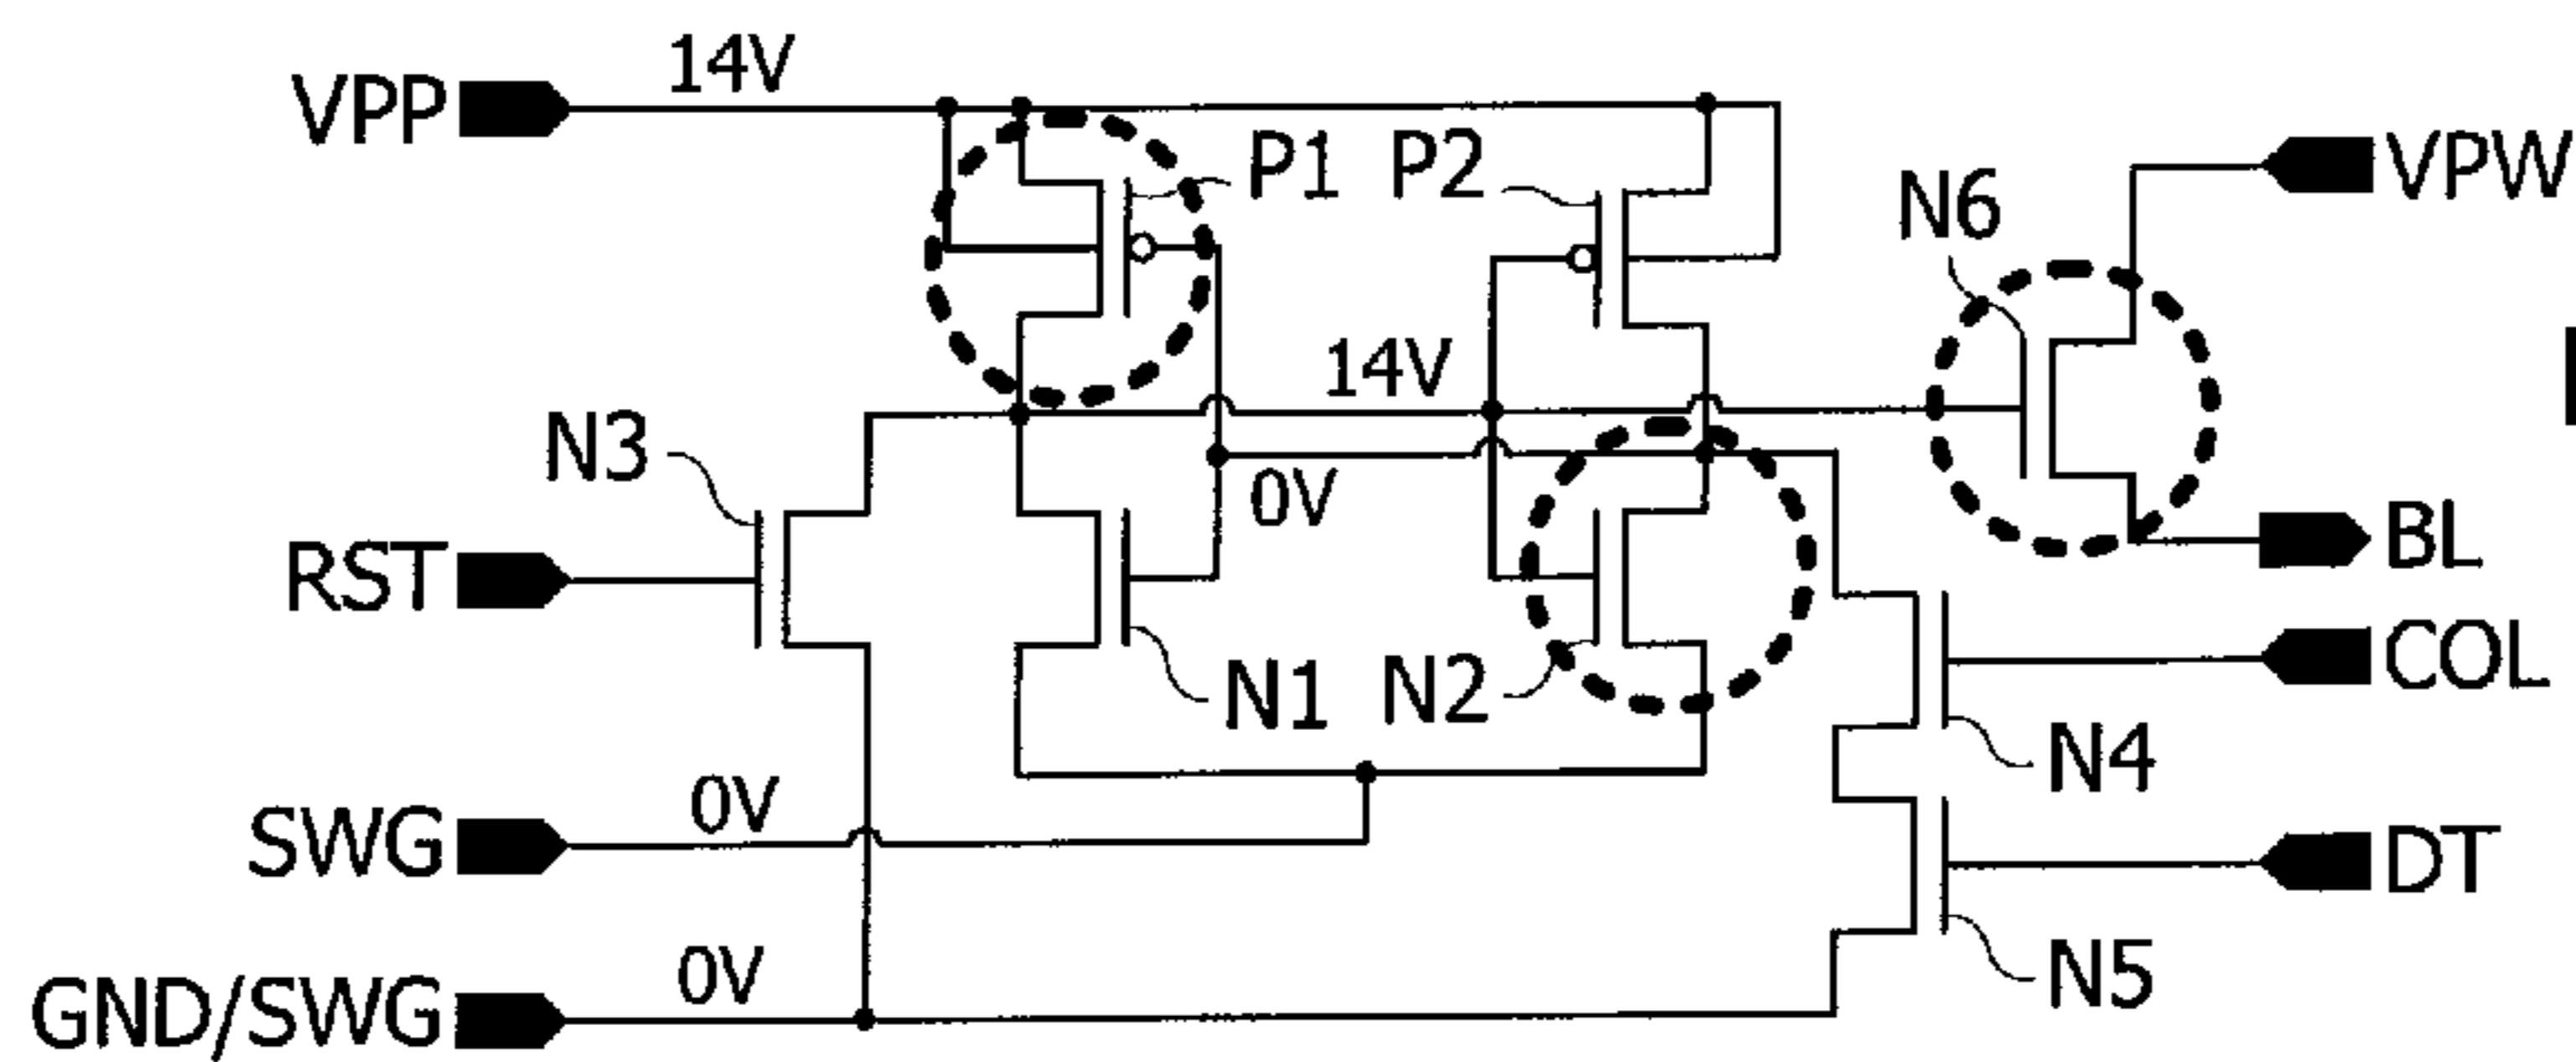 14V
VPP
P1 P2
VPW
N6
14V
N3
0V
BL
RST
COL
N1
N2
N4
0V
SWG
DT
0V
N5
GND/SWG